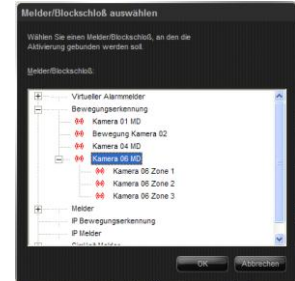 Melder/Blockschloß auswählen
Wählen Sie einen Melder/Blockschloß, an den die
Aktivierung gebunden werden soll.
Melder/Blockschloß:
Virtueller Alarmmelder
Bewegungserkennung
Kamera 01 MD
Bewegung Kamera 02
Kamera 04 MD
Kamera 06 MD
Kamera 06 Zone 1
Kamera 06 Zone 2
Kamera 06 Zone 3
Melder
IP Bewegungserkennung
IP Melder
OK Abbrechen